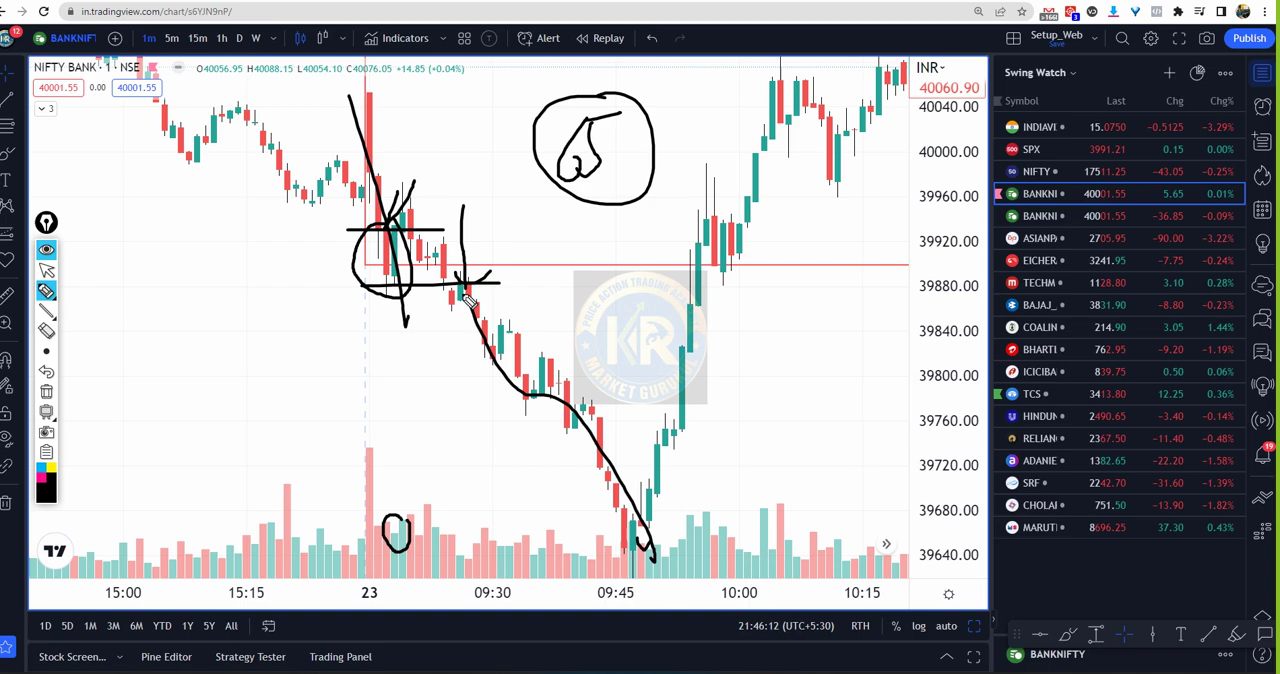 in.tradingview.com/chart/s6YJN9nP/
BANKNIF 1m 5m 15m 1h D W Indicators Alert Replay Setup_Web Save Publish
NIFTY BANK · 1 · NSE O40056.95 H40088.15 L40054.10 C40076.05 +14.85 (+0.04%)
40001.55 0.00 40001.55
3
INR
40060.90
40040.00
40000.00
39960.00
39920.00
39880.00
39840.00
39800.00
39760.00
39720.00
39680.00
39640.00
PRICE ACTION TRADING ACADEMY
KR
15:00 15:15 23 09:30 09:45 10:00 10:15
1D 5D 1M 3M 6M YTD 1Y 5Y All 21:46:12 (UTC+5:30) RTH % log auto
Stock Screen... Pine Editor Strategy Tester Trading Panel
Swing Watch
Symbol Last Chg Chg%
INDIAVI 15.0750 -0.5125 -3.29%
SPX 3991.21 0.15 0.00%
NIFTY 17511.25 -43.05 -0.25%
BANKNI 40001.55 5.65 0.01%
BANKNI 40001.55 -36.85 -0.09%
ASIANPA 2705.95 -90.00 -3.22%
EICHER 3241.95 -7.75 -0.24%
TECHM 1128.80 3.10 0.28%
BAJAJ_ 3831.90 -8.80 -0.23%
COALIN 214.90 3.05 1.44%
BHARTI 762.95 -9.20 -1.19%
ICICIBA 839.75 0.50 0.06%
TCS 3413.80 12.25 0.36%
HINDUN 2490.65 -3.40 -0.14%
RELIAN 2367.50 -11.40 -0.48%
ADANIE 1382.65 -22.20 -1.58%
SRF 2242.70 -31.60 -1.39%
CHOLAF 751.50 -13.90 -1.82%
MARUTI 8696.25 37.30 0.43%
BANKNIFTY